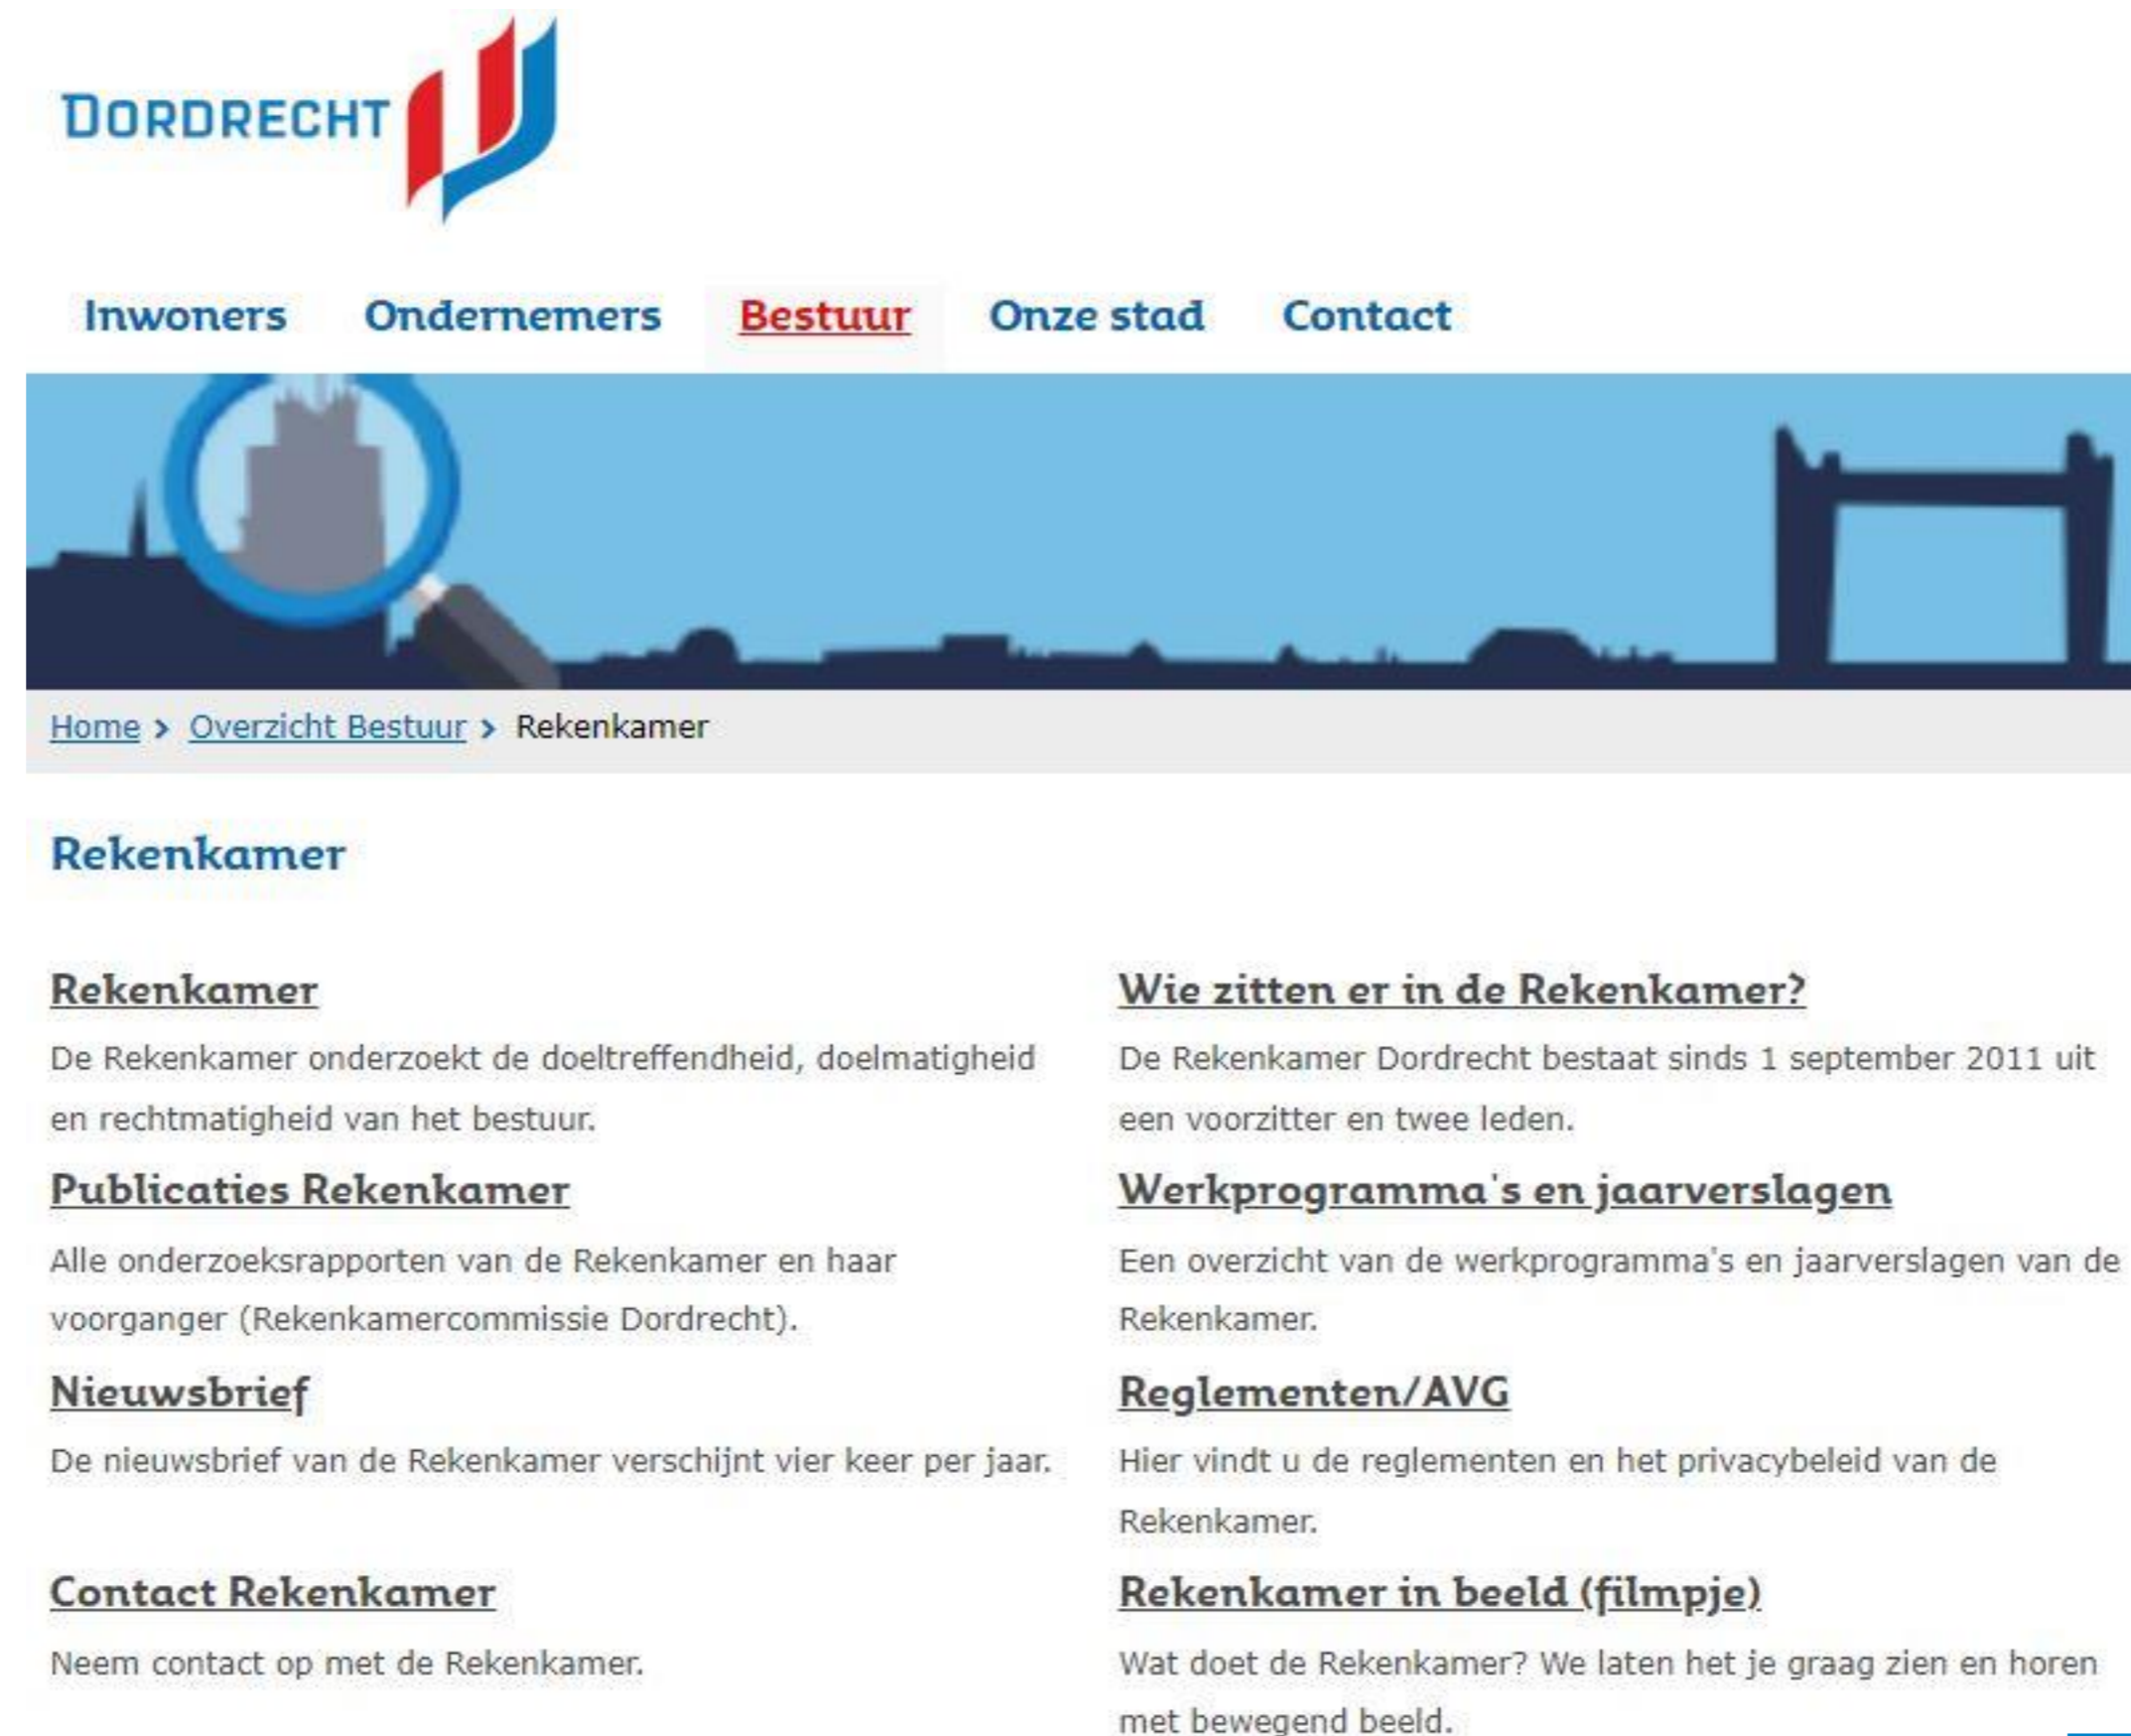 DORDRECHT
Inwoners Ondernemers Bestuur Onze stad Contact
Home > Overzicht Bestuur > Rekenkamer
Rekenkamer
Rekenkamer
De Rekenkamer onderzoekt de doeltreffendheid, doelmatigheid
en rechtmatigheid van het bestuur.
Wie zitten er in de Rekenkamer?
De Rekenkamer Dordrecht bestaat sinds 1 september 2011 uit
een voorzitter en twee leden.
Publicaties Rekenkamer
Alle onderzoeksrapporten van de Rekenkamer en haar
voorganger (Rekenkamercommissie Dordrecht).
Werkprogramma's en jaarverslagen
Een overzicht van de werkprogramma's en jaarverslagen van de
Rekenkamer.
Nieuwsbrief
De nieuwsbrief van de Rekenkamer verschijnt vier keer per jaar.
Reglementen/AVG
Hier vindt u de reglementen en het privacybeleid van de
Rekenkamer.
Contact Rekenkamer
Neem contact op met de Rekenkamer.
Rekenkamer in beeld (filmpje)
Wat doet de Rekenkamer? We laten het je graag zien en horen
met bewegend beeld.